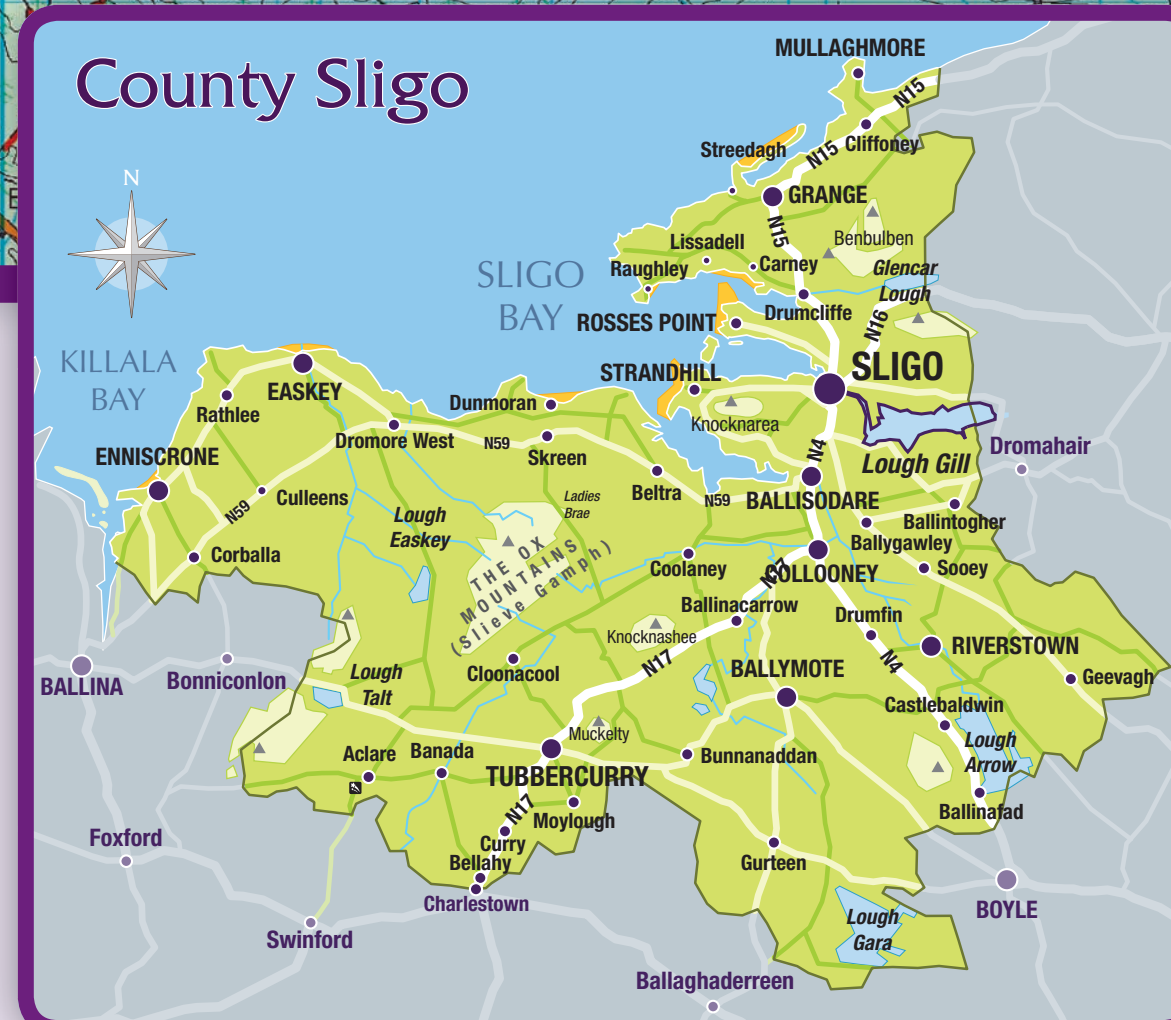 County Sligo
N
MULLAGHMORE
N15
Cliffoney
N15
Streedagh
GRANGE
N15
Benbulben
Lissadell
Carney
Raughley
Glencar
Lough
Drumcliffe
N16
SLIGO
BAY
ROSSES POINT
SLIGO
STRANDHILL
Knocknarea
KILLALA
BAY
EASKEY
Rathlee
Dunmoran
Dromore West
N59
Skreen
ENNISCRONE
Culleens
N59
Corballa
Beltra
N59
N4
Lough Gill
Dromahair
BALLISODARE
Ballintogher
Ballygawley
Sooey
Lough
Easkey
Ladies
Brae
THE OX
MOUNTAINS
(Slieve Gamph)
Coolaney
N17
COLLOONEY
Ballinacarrow
Drumfin
Knocknashee
N17
N4
RIVERSTOWN
BALLINA
Bonniconlon
Lough
Talt
Cloonacool
BALLYMOTE
Geevagh
Castlebaldwin
Lough
Arrow
Muckelty
Aclare
Banada
TUBBERCURRY
Bunnanaddan
Ballinafad
N17
Moylough
Curry
Bellahy
Charlestown
Gurteen
Foxford
Swinford
BOYLE
Lough
Gara
Ballaghaderreen